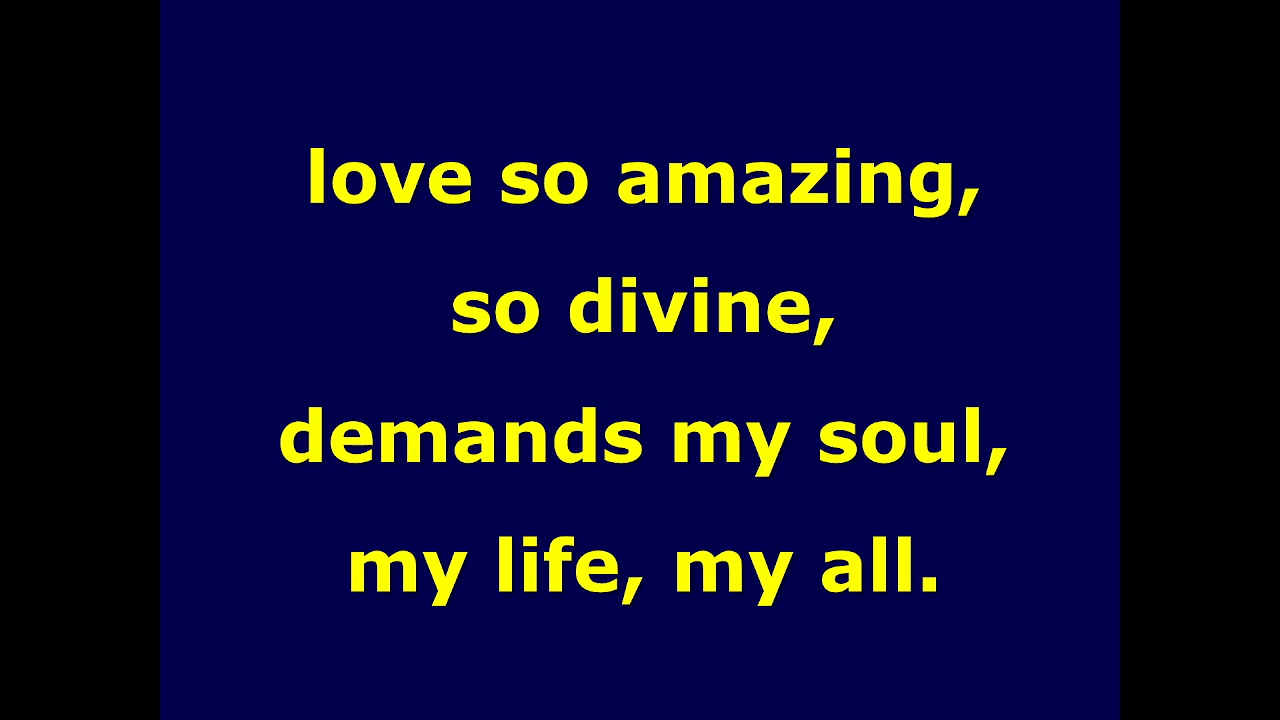 love so amazing,
so divine,
demands my soul,
my life, my all.